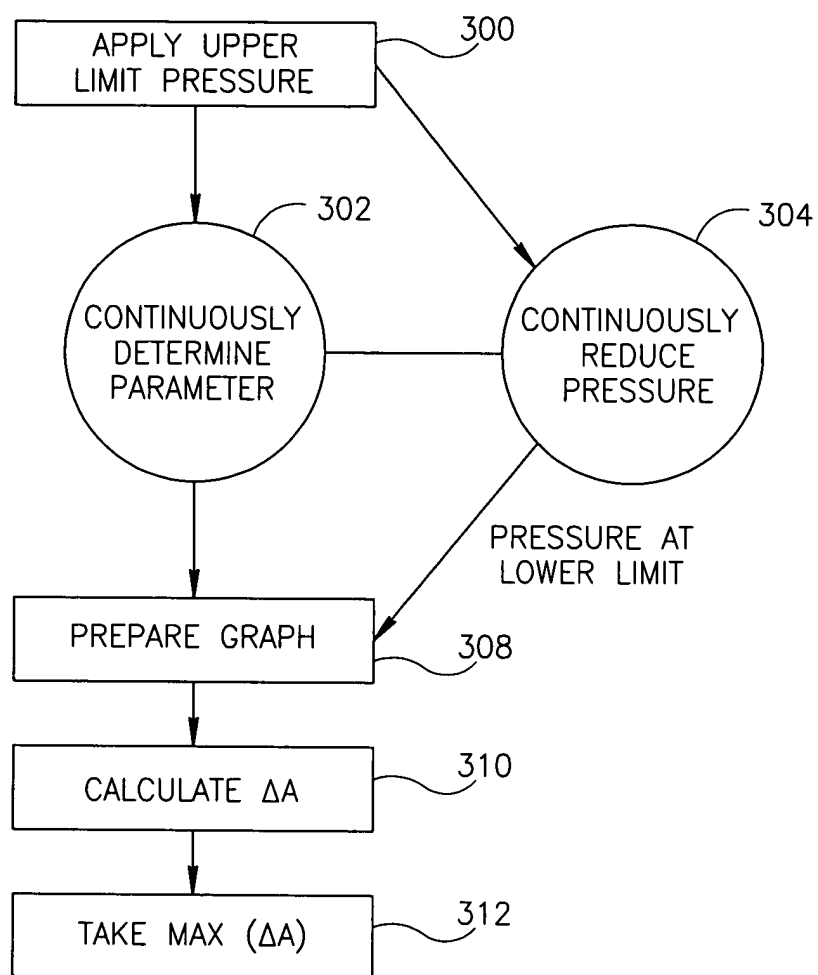 APPLY UPPER
LIMIT PRESSURE
300
302
304
CONTINUOUSLY
DETERMINE
PARAMETER
CONTINUOUSLY
REDUCE
PRESSURE
PRESSURE AT
LOWER LIMIT
PREPARE GRAPH
308
CALCULATE ΔA
310
TAKE MAX (ΔA)
312